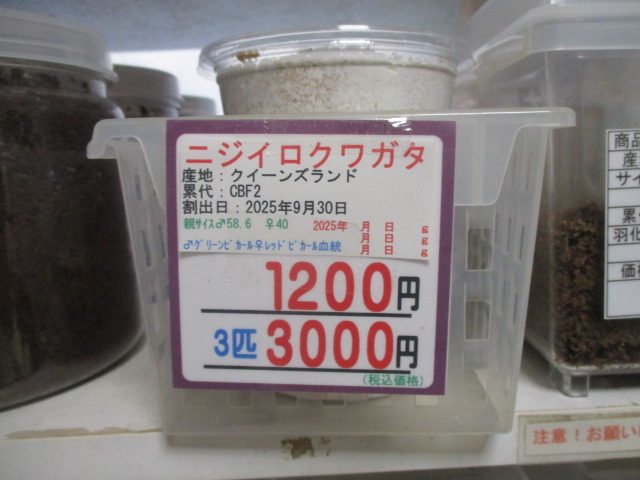 ニジイロクワガタ
産地：クイーンズランド
累代：CBF2
割出日：2025年9月30日
親サイズ♂58.6 ♀40 2025年 月 日 g
月 日 g
♂グリーンピカール♀レッドピカール血統 月 日 g
1200円
3匹 3000円
(税込価格)
商品
産
サイ
累
羽化
価格
注意！お願い